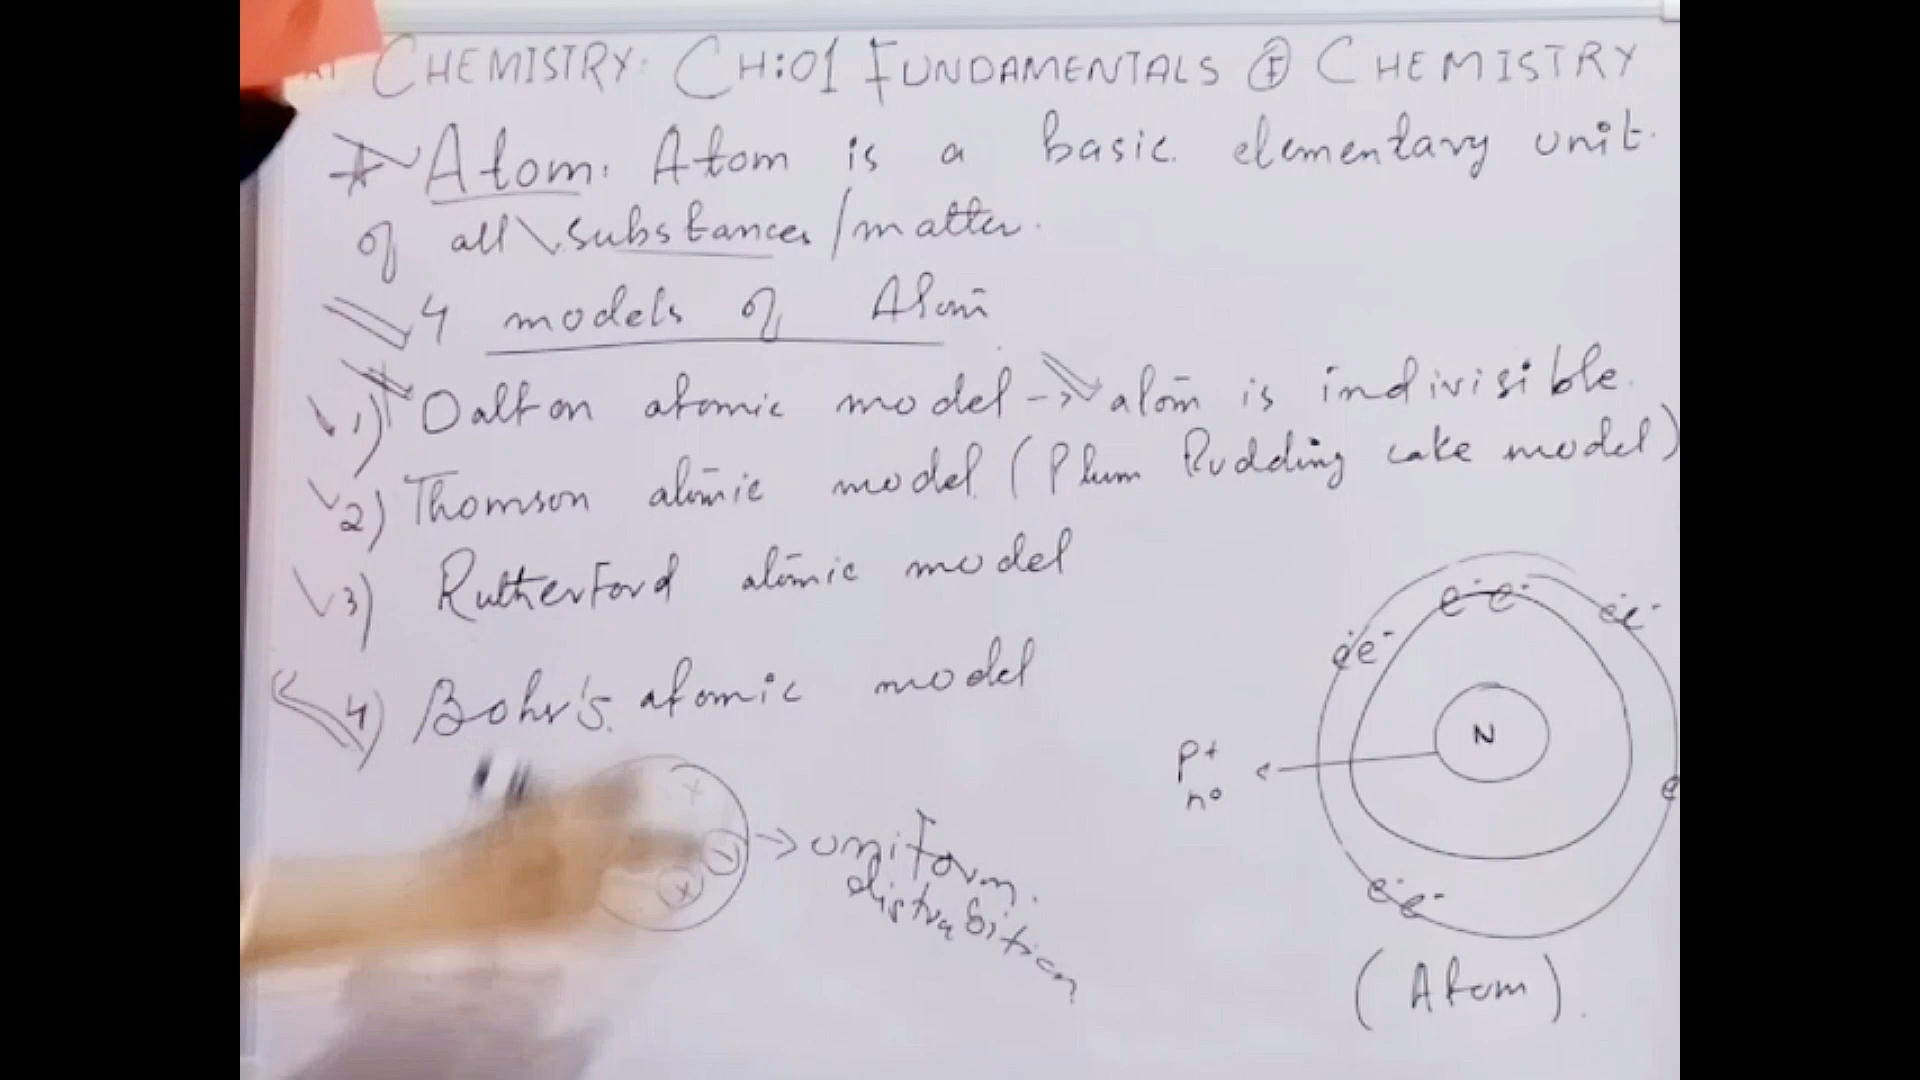 CHEMISTRY: CH:01 FUNDAMENTALS OF CHEMISTRY
Atom: Atom is a basic elementary unit
of all substances/matter.
4 models of Atom
1) Dalton atomic model -> atom is indivisible.
2) Thomson atomic model (Plum Pudding cake model)
3) Rutherford atomic model
4) Bohr's atomic model
e- e-
e- e-
e- e-
N
P+
n°
e
+
-
x
→ uniform
distribution
e- e-
(Atom)